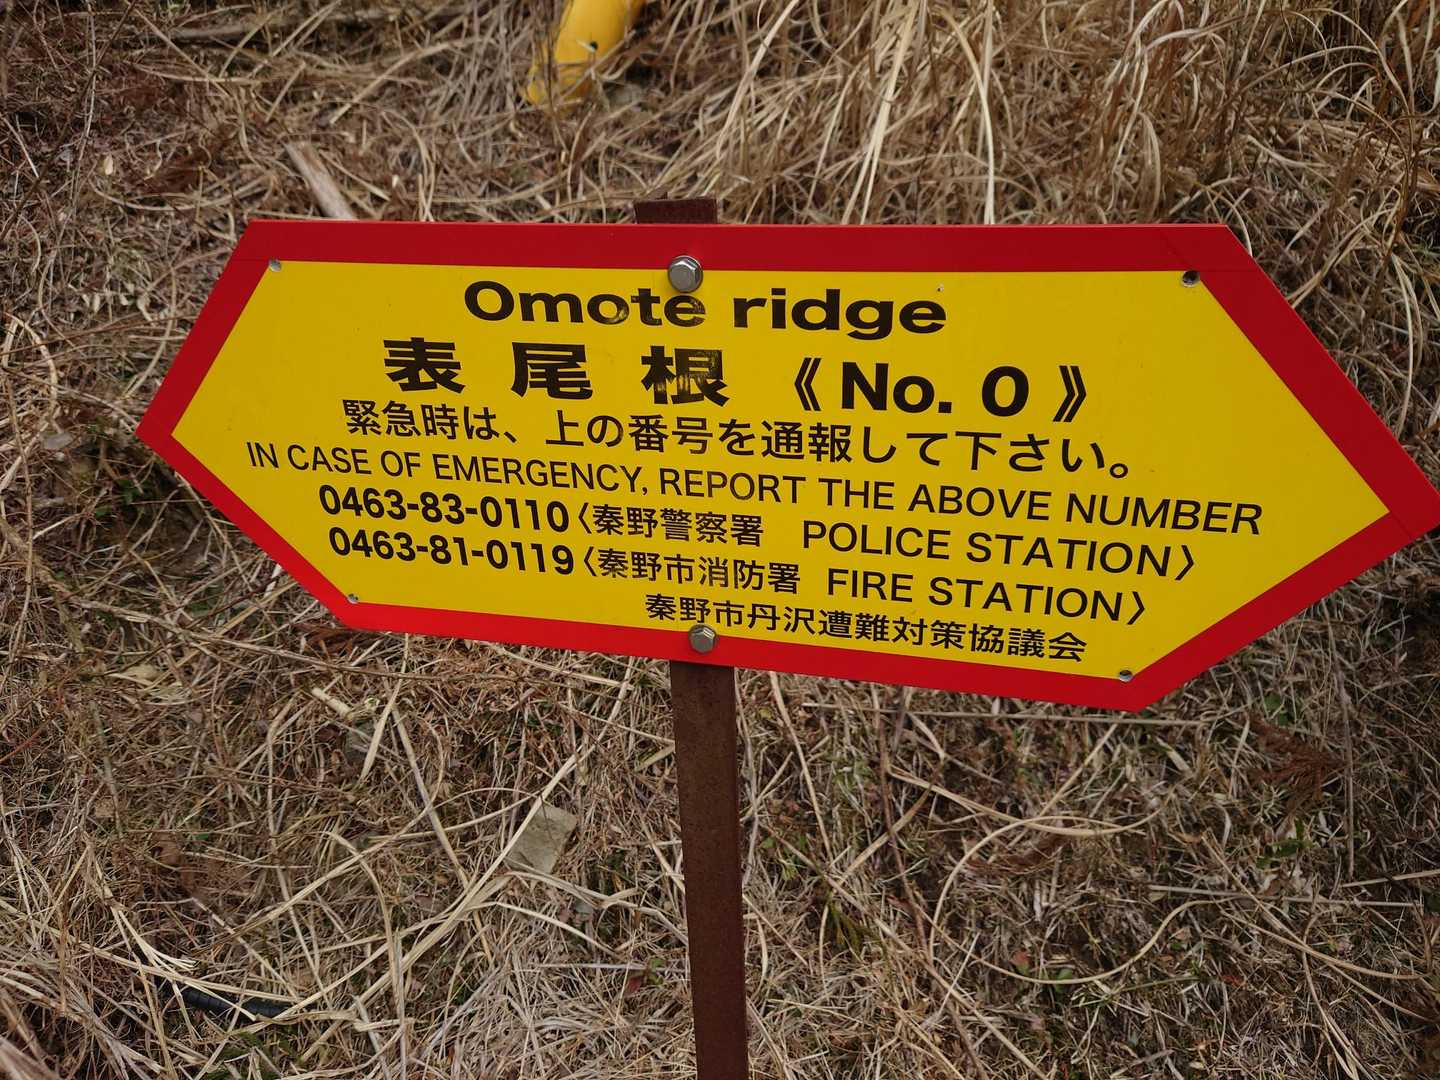 Omote ridge
表尾根《No. 0》
緊急時は、上の番号を通報して下さい。
IN CASE OF EMERGENCY, REPORT THE ABOVE NUMBER
0463-83-0110〈秦野警察署 POLICE STATION〉
0463-81-0119〈秦野市消防署 FIRE STATION〉
秦野市丹沢遭難対策協議会